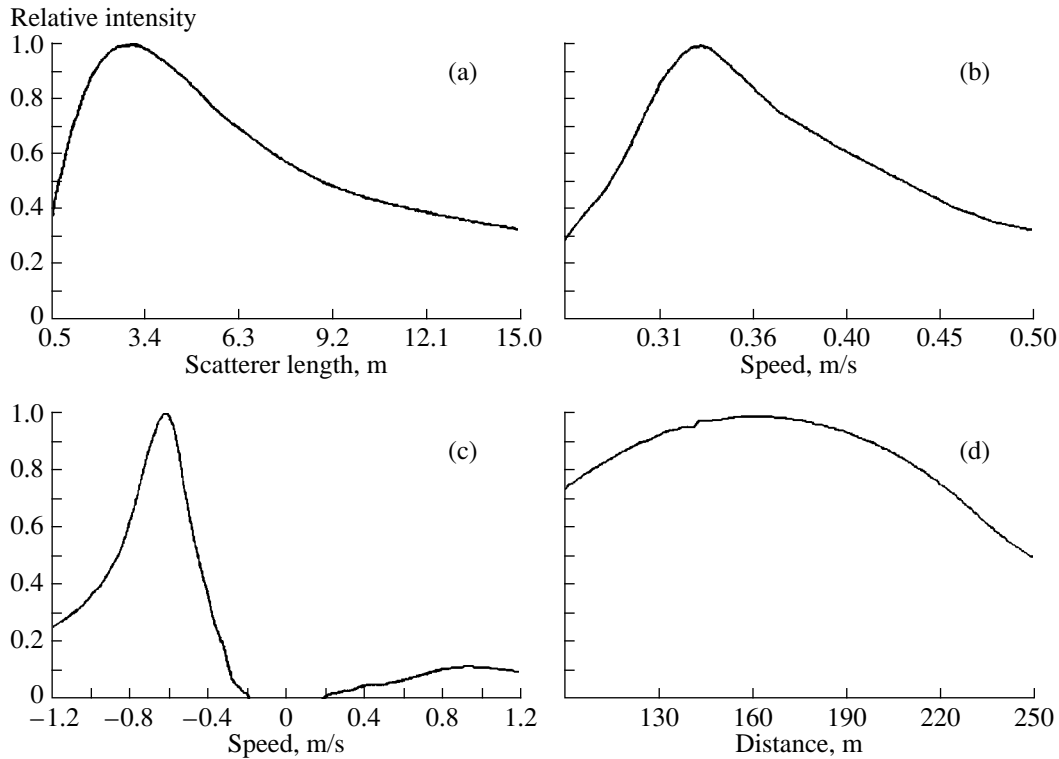 Relative intensity
1.0
0.8
0.6
0.4
0.2
0
(a)
0.5 3.4 6.3 9.2 12.1 15.0
Scatterer length, m
(b)
0.31 0.36 0.40 0.45 0.50
Speed, m/s
1.0
0.8
0.6
0.4
0.2
0
(c)
−1.2 −0.8 −0.4 0 0.4 0.8 1.2
Speed, m/s
(d)
130 160 190 220 250
Distance, m